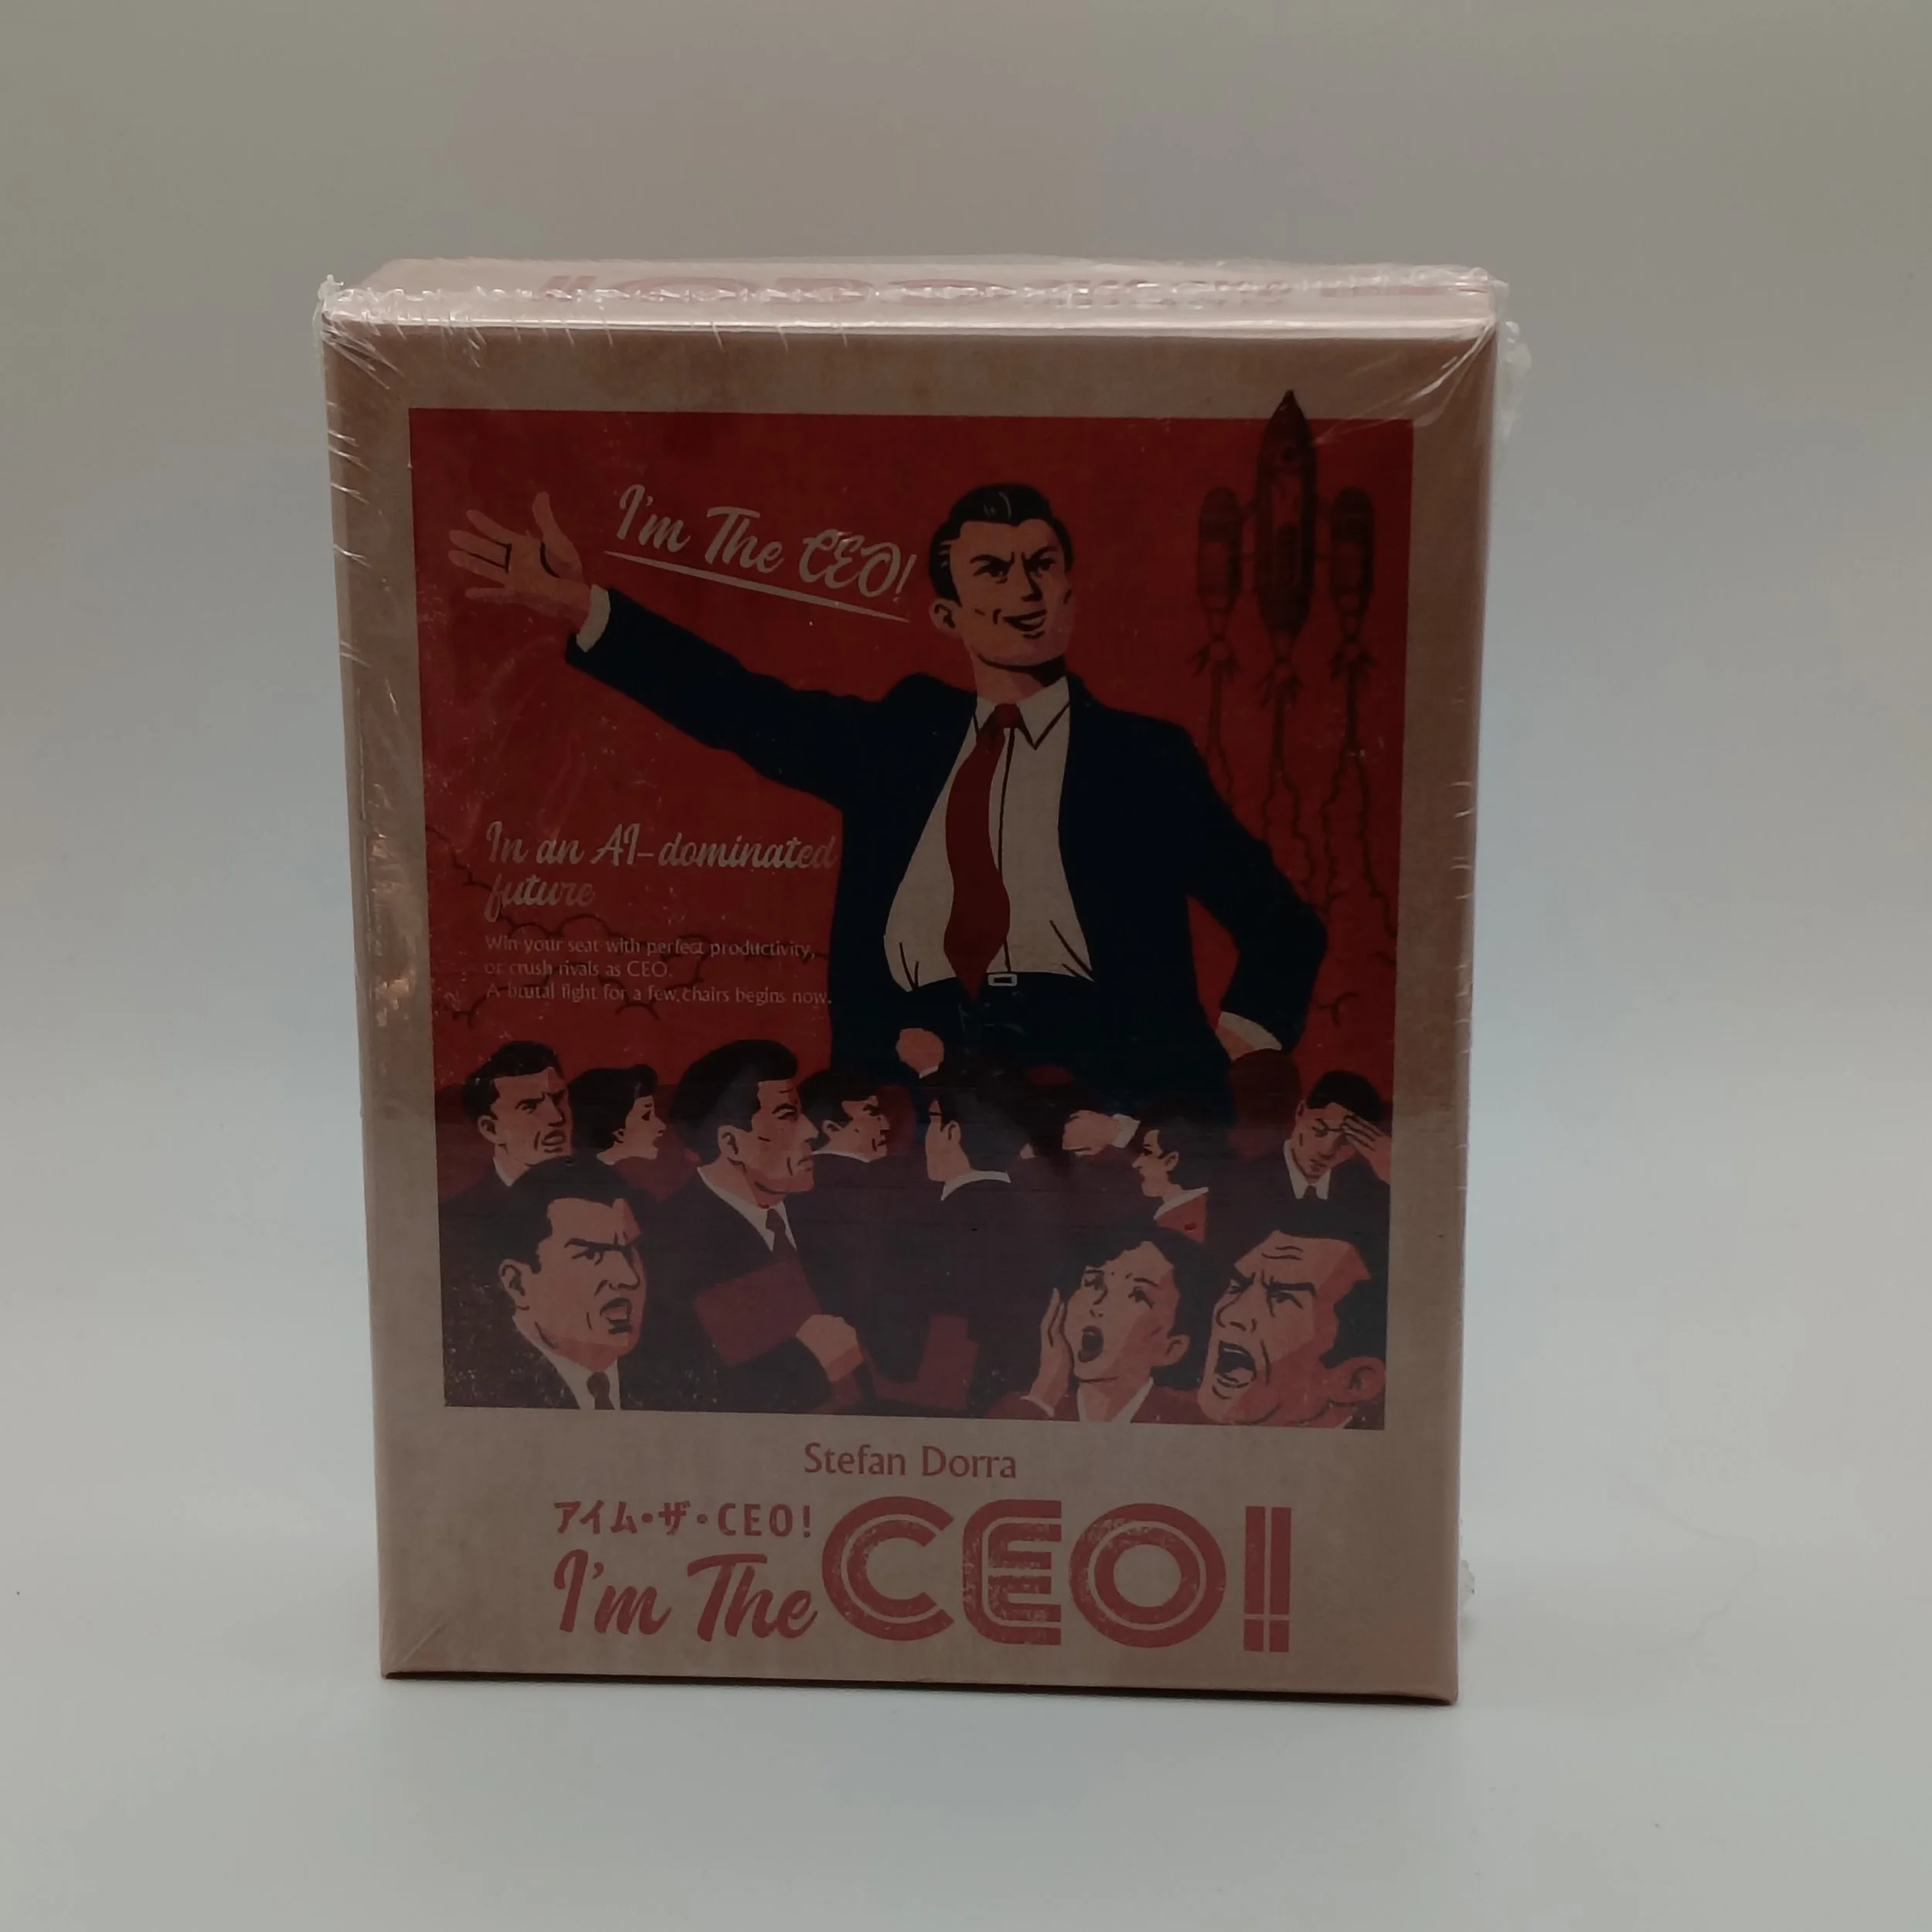 I'm The CEO!
In an AI-dominated
future
Win your seat with perfect productivity,
or crush rivals as CEO.
A brutal fight for a few chairs begins now.
Stefan Dorra
アイム・ザ・CEO!
I'm The CEO!!